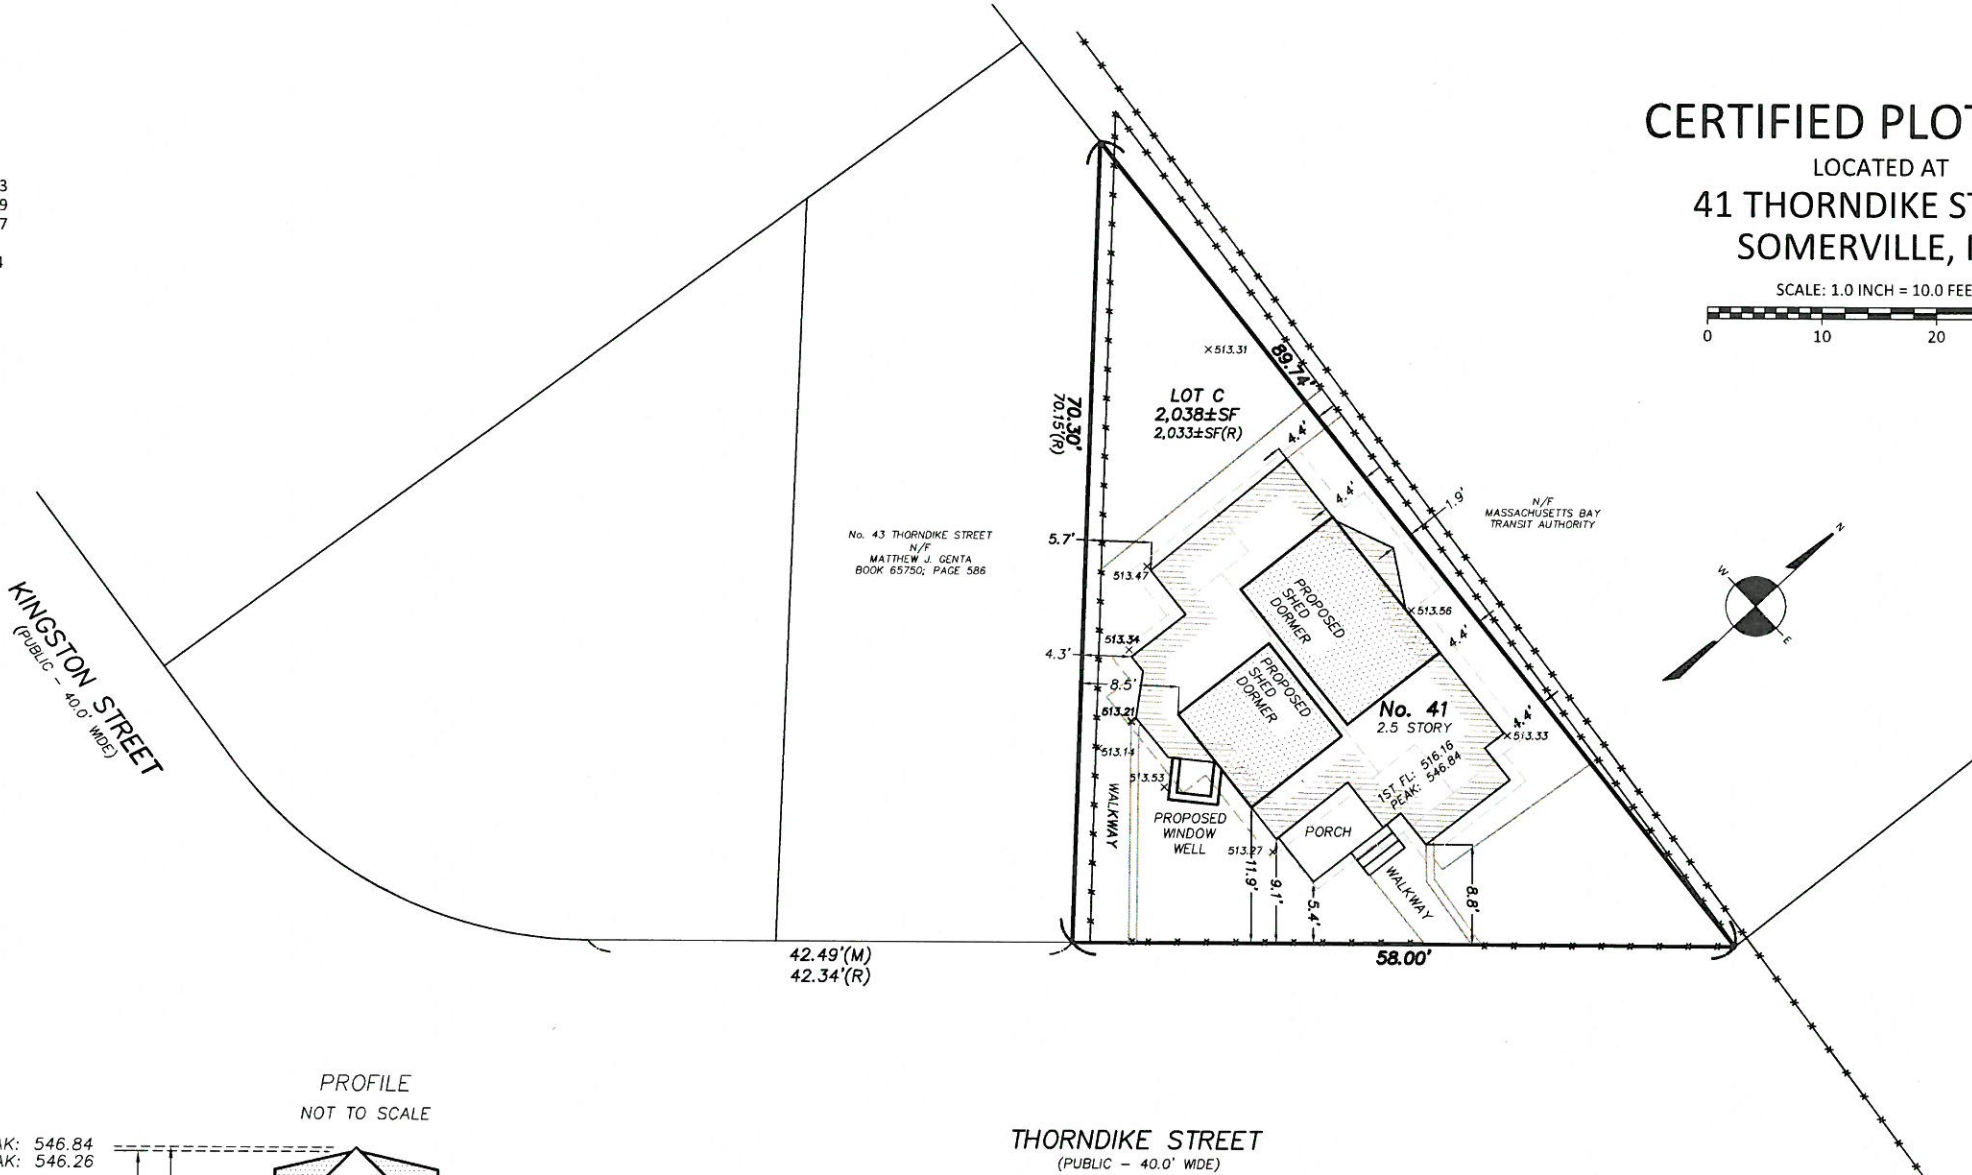 CERTIFIED PLOT
LOCATED AT
41 THORNDIKE ST
SOMERVILLE,
SCALE: 1.0 INCH = 10.0 FEE
0 10 20
3
9
7
4
89.74'
×513.31
LOT C
2,038±SF
2,033±SF(R)
70.30'
70.15'(R)
4.4'
4.4'
1.9'
N/F
MASSACHUSETTS BAY
TRANSIT AUTHORITY
N
W
E
No. 43 THORNDIKE STREET
N/F
MATTHEW J. GENTA
BOOK 65750; PAGE 586
5.7'
513.47
PROPOSED
SHED
DORMER
513.56
4.4'
513.34
4.3'
8.5'
PROPOSED
SHED
DORMER
513.21
No. 41
2.5 STORY
4.4'
513.33
513.14
513.53
1ST FL: 516.16
PEAK: 546.84
WALKWAY
PROPOSED
WINDOW
WELL
PORCH
513.27
11.9'
9.1'
5.4'
WALKWAY
8.8'
KINGSTON STREET
(PUBLIC – 40.0' WIDE)
42.49'(M)
42.34'(R)
58.00'
PROFILE
NOT TO SCALE
AK: 546.84
AK: 546.26
THORNDIKE STREET
(PUBLIC – 40.0' WIDE)